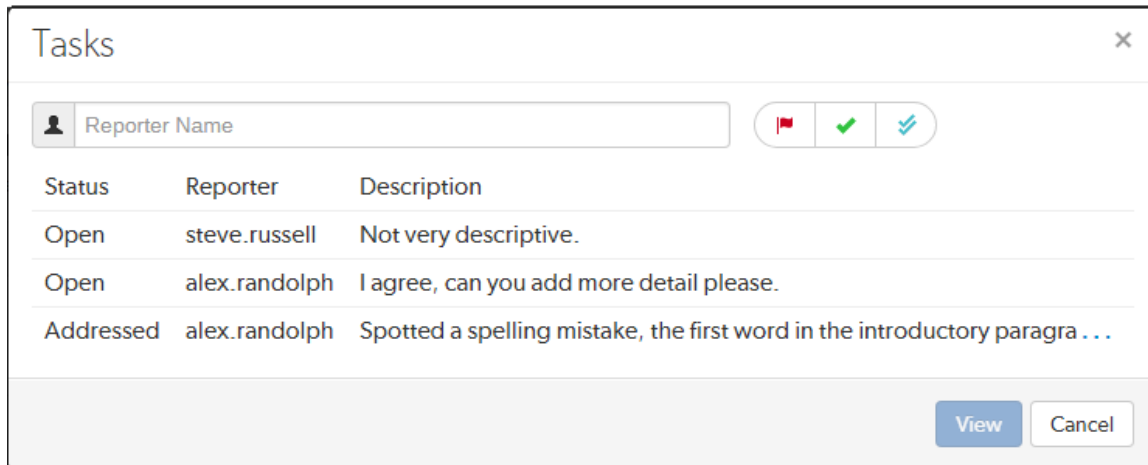 Tasks
Reporter Name
Status Reporter Description
Open steve.russell Not very descriptive.
Open alex.randolph I agree, can you add more detail please.
Addressed alex.randolph Spotted a spelling mistake, the first word in the introductory paragra ...
View Cancel